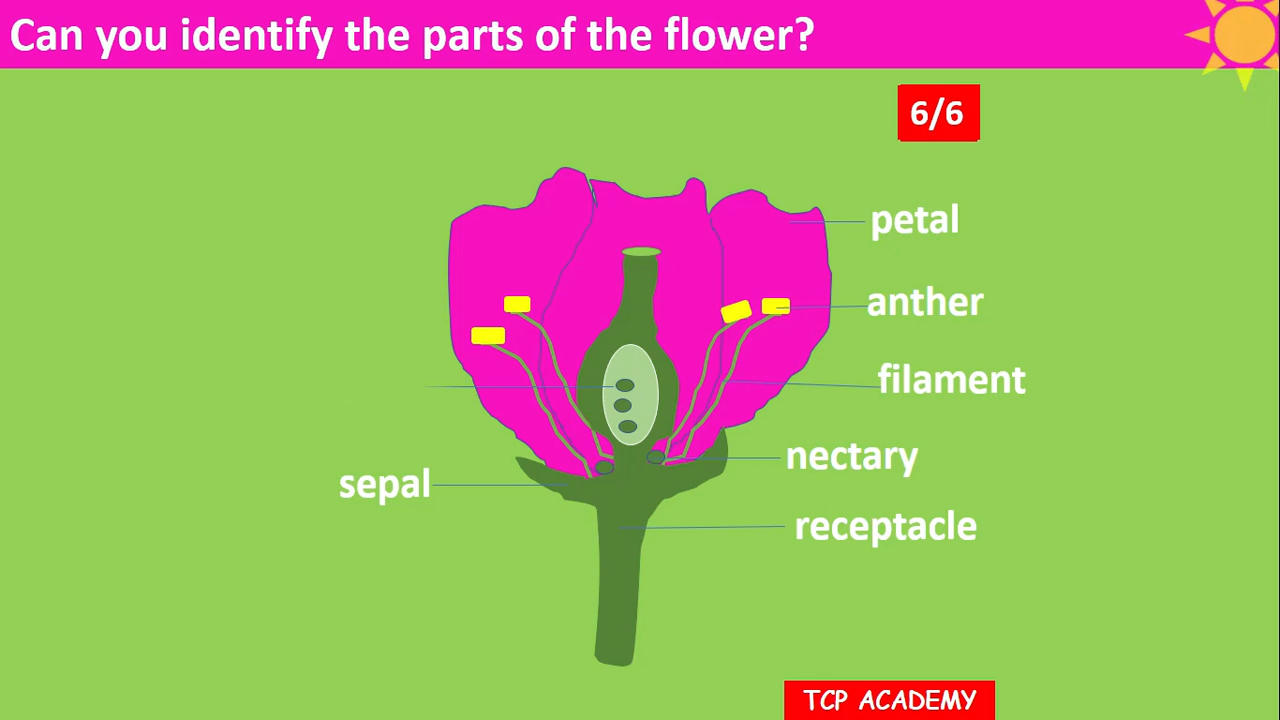 Can you identify the parts of the flower?
6/6
petal
anther
filament
nectary
sepal
receptacle
TCP ACADEMY